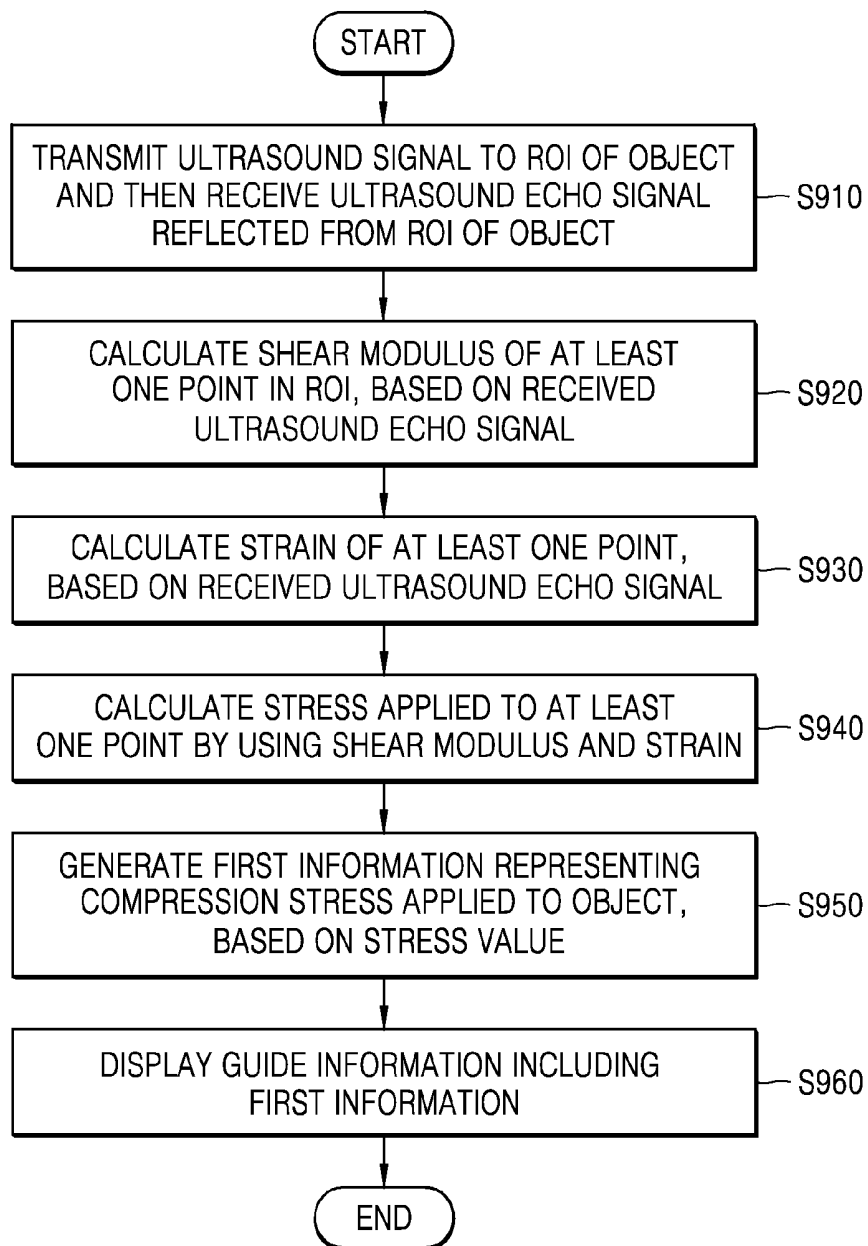 START
TRANSMIT ULTRASOUND SIGNAL TO ROI OF OBJECT
AND THEN RECEIVE ULTRASOUND ECHO SIGNAL
REFLECTED FROM ROI OF OBJECT
S910
CALCULATE SHEAR MODULUS OF AT LEAST
ONE POINT IN ROI, BASED ON RECEIVED
ULTRASOUND ECHO SIGNAL
S920
CALCULATE STRAIN OF AT LEAST ONE POINT,
BASED ON RECEIVED ULTRASOUND ECHO SIGNAL
S930
CALCULATE STRESS APPLIED TO AT LEAST
ONE POINT BY USING SHEAR MODULUS AND STRAIN
S940
GENERATE FIRST INFORMATION REPRESENTING
COMPRESSION STRESS APPLIED TO OBJECT,
BASED ON STRESS VALUE
S950
DISPLAY GUIDE INFORMATION INCLUDING
FIRST INFORMATION
S960
END